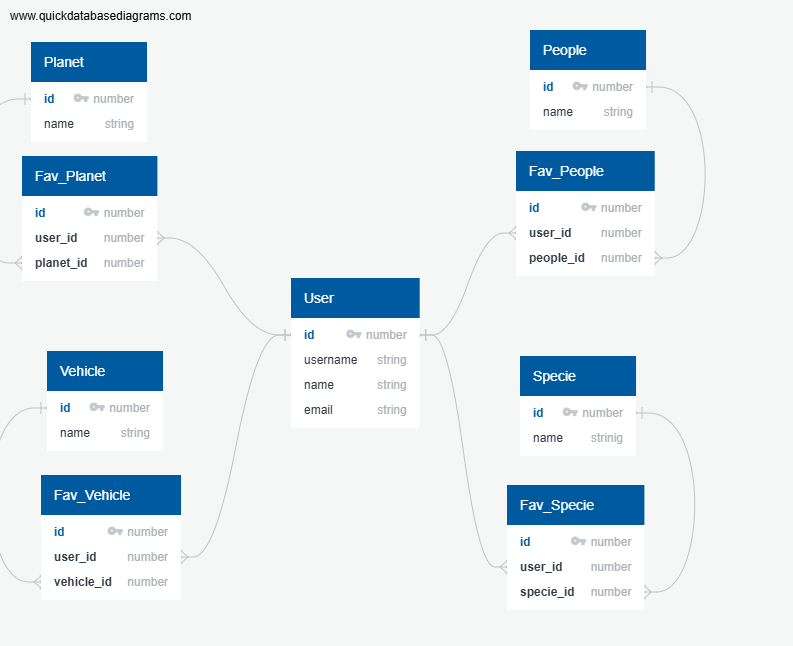 www.quickdatabasediagrams.com
Planet
id number
name string
Fav_Planet
id number
user_id number
planet_id number
People
id number
name string
Fav_People
id number
user_id number
people_id number
User
id number
username string
name string
email string
Vehicle
id number
name string
Fav_Vehicle
id number
user_id number
vehicle_id number
Specie
id number
name strinig
Fav_Specie
id number
user_id number
specie_id number